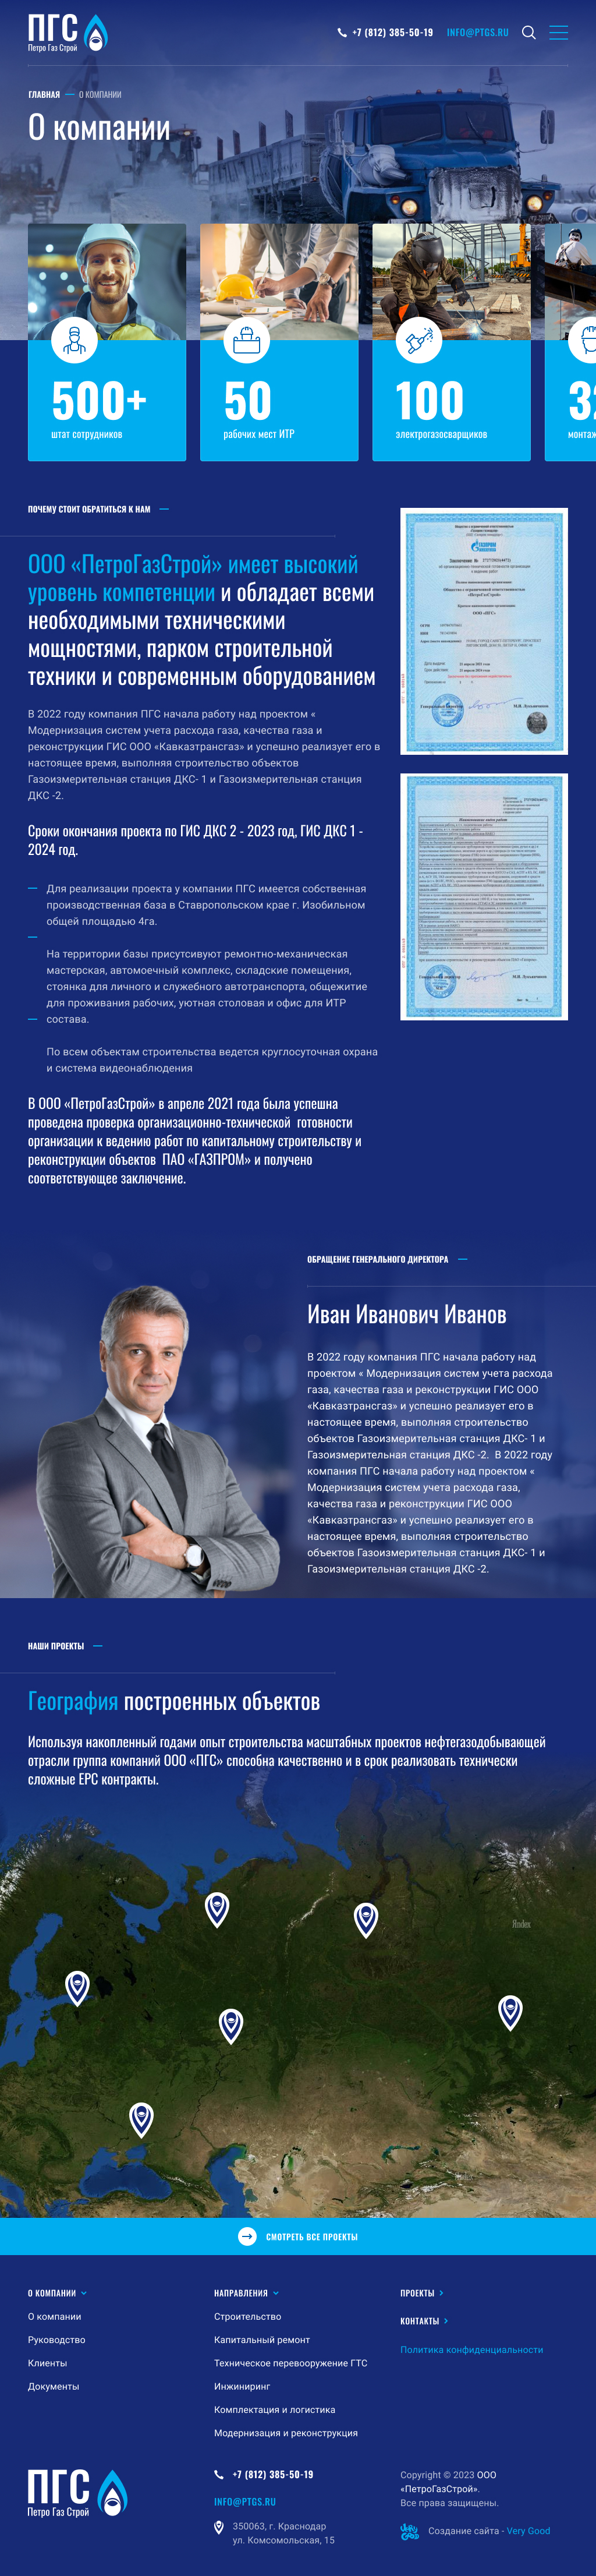 ПГС
Петро Газ Строй
+7 (812) 385-50-19
INFO@PTGS.RU
ГЛАВНАЯ — О КОМПАНИИ
О компании
500+
штат сотрудников
50
рабочих мест ИТР
100
электрогазосварщиков
ПОЧЕМУ СТОИТ ОБРАТИТЬСЯ К НАМ
ООО «ПетроГазСтрой» имеет высокий
уровень компетенции и обладает всеми
необходимыми техническими
мощностями, парком строительной
техники и современным оборудованием
В 2022 году компания ПГС начала работу над проектом «
Модернизация систем учета расхода газа, качества газа и
реконструкции ГИС ООО «Кавказтрансгаз» и успешно реализует его в
настоящее время, выполняя строительство объектов
Газоизмерительная станция ДКС- 1 и Газоизмерительная станция
ДКС -2.
Сроки окончания проекта по ГИС ДКС 2 - 2023 год, ГИС ДКС 1 -
2024 год.
Для реализации проекта у компании ПГС имеется собственная
производственная база в Ставропольском крае г. Изобильном
общей площадью 4га.
На территории базы присутсивуют ремонтно-механическая
мастерская, автомоечный комплекс, складские помещения,
стоянка для личного и служебного автотранспорта, общежитие
для проживания рабочих, уютная столовая и офис для ИТР
состава.
По всем объектам строительства ведется круглосуточная охрана
и система видеонаблюдения
В ООО «ПетроГазСтрой» в апреле 2021 года была успешна
проведена проверка организационно-технической готовности
организации к ведению работ по капитальному строительству и
реконструкции объектов ПАО «ГАЗПРОМ» и получено
соответствующее заключение.
ГАЗПРОМ
ОБРАЩЕНИЕ ГЕНЕРАЛЬНОГО ДИРЕКТОРА
Иван Иванович Иванов
В 2022 году компания ПГС начала работу над
проектом « Модернизация систем учета расхода
газа, качества газа и реконструкции ГИС ООО
«Кавказтрансгаз» и успешно реализует его в
настоящее время, выполняя строительство
объектов Газоизмерительная станция ДКС- 1 и
Газоизмерительная станция ДКС -2. В 2022 году
компания ПГС начала работу над проектом «
Модернизация систем учета расхода газа,
качества газа и реконструкции ГИС ООО
«Кавказтрансгаз» и успешно реализует его в
настоящее время, выполняя строительство
объектов Газоизмерительная станция ДКС- 1 и
Газоизмерительная станция ДКС -2.
НАШИ ПРОЕКТЫ
География построенных объектов
Используя накопленный годами опыт строительства масштабных проектов нефтегазодобывающей
отрасли группа компаний ООО «ПГС» способна качественно и в срок реализовать технически
сложные EPC контракты.
Яndex
СМОТРЕТЬ ВСЕ ПРОЕКТЫ
О КОМПАНИИ
О компании
Руководство
Клиенты
Документы
НАПРАВЛЕНИЯ
Строительство
Капитальный ремонт
Техническое перевооружение ГТС
Инжиниринг
Комплектация и логистика
Модернизация и реконструкция
ПРОЕКТЫ
КОНТАКТЫ
Политика конфиденциальности
ПГС
Петро Газ Строй
+7 (812) 385-50-19
INFO@PTGS.RU
350063, г. Краснодар
ул. Комсомольская, 15
Copyright © 2023 ООО
«ПетроГазСтрой».
Все права защищены.
Создание сайта - Very Good